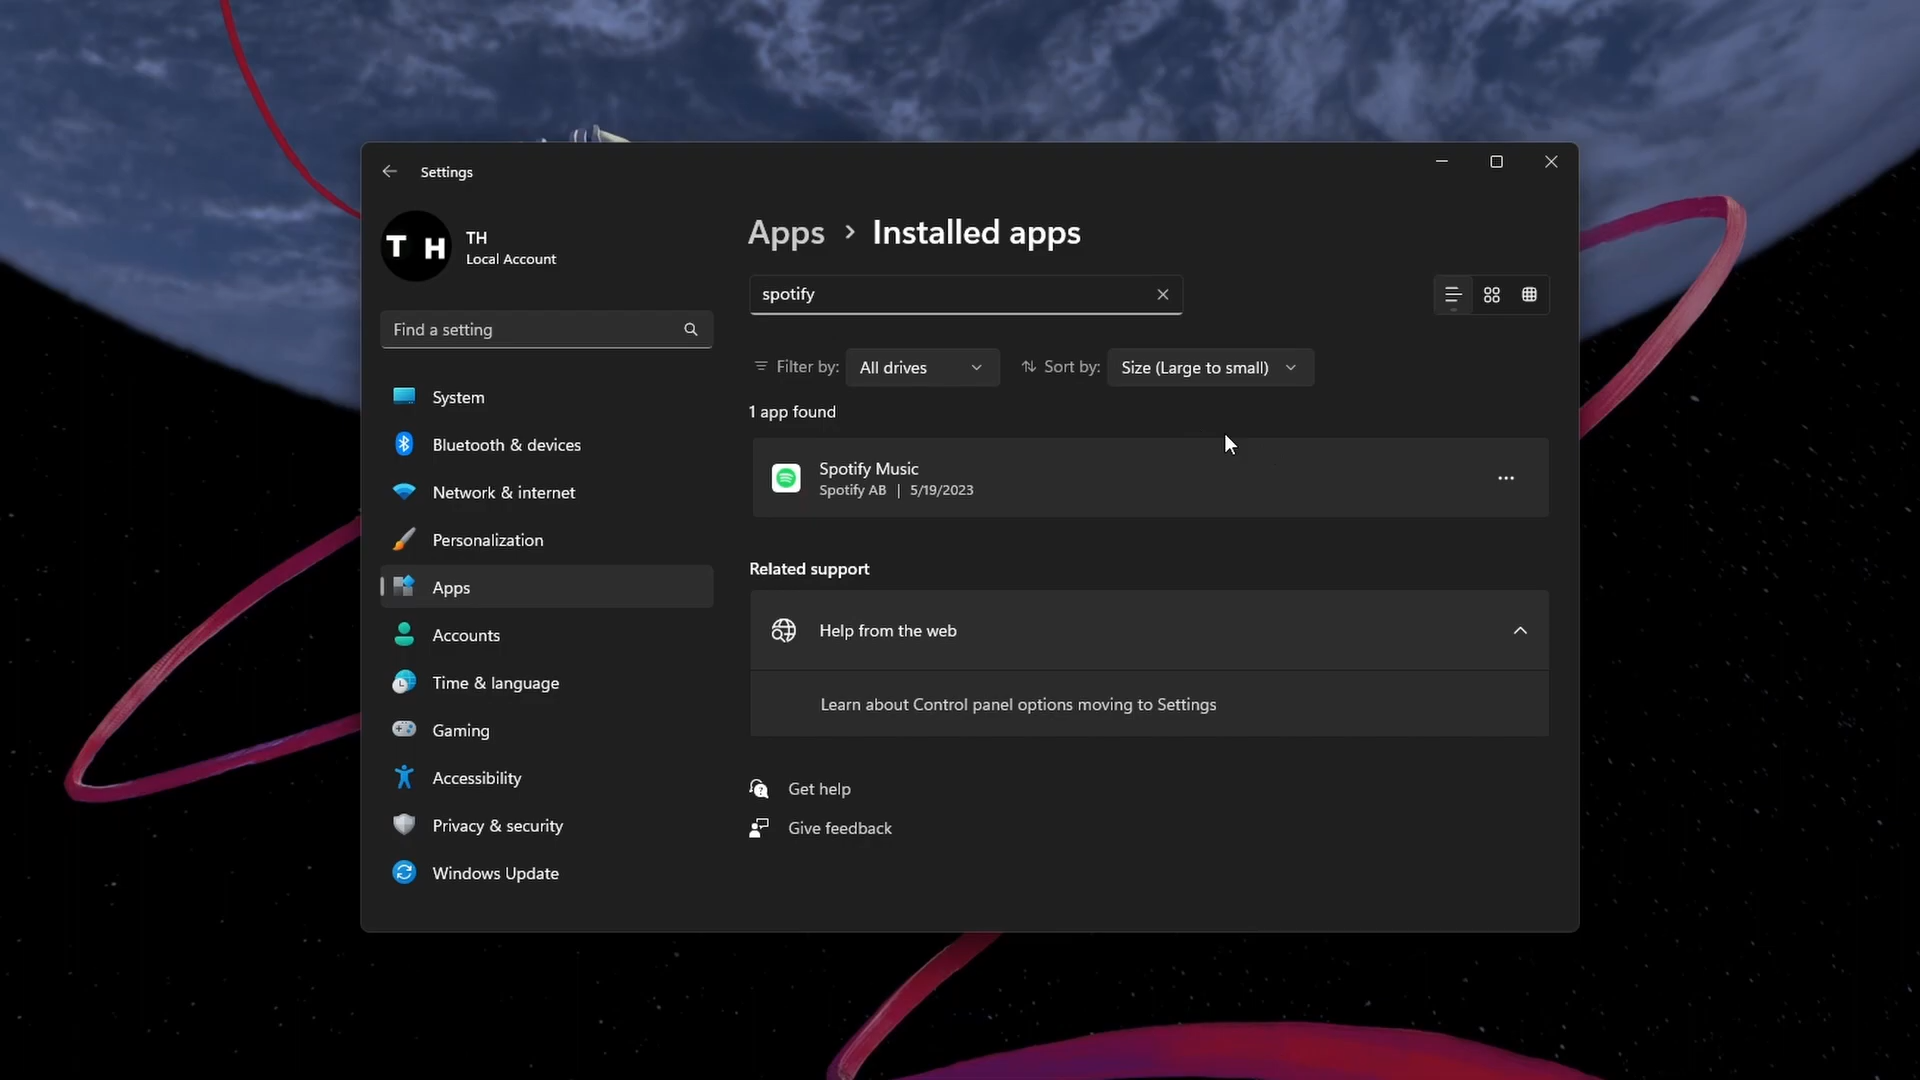 Settings
TH
TH
Local Account
Find a setting
System
Bluetooth & devices
Network & internet
Personalization
Apps
Accounts
Time & language
Gaming
Accessibility
Privacy & security
Windows Update
Apps > Installed apps
spotify
Filter by: All drives Sort by: Size (Large to small)
1 app found
Spotify Music
Spotify AB | 5/19/2023
Related support
Help from the web
Learn about Control panel options moving to Settings
Get help
Give feedback